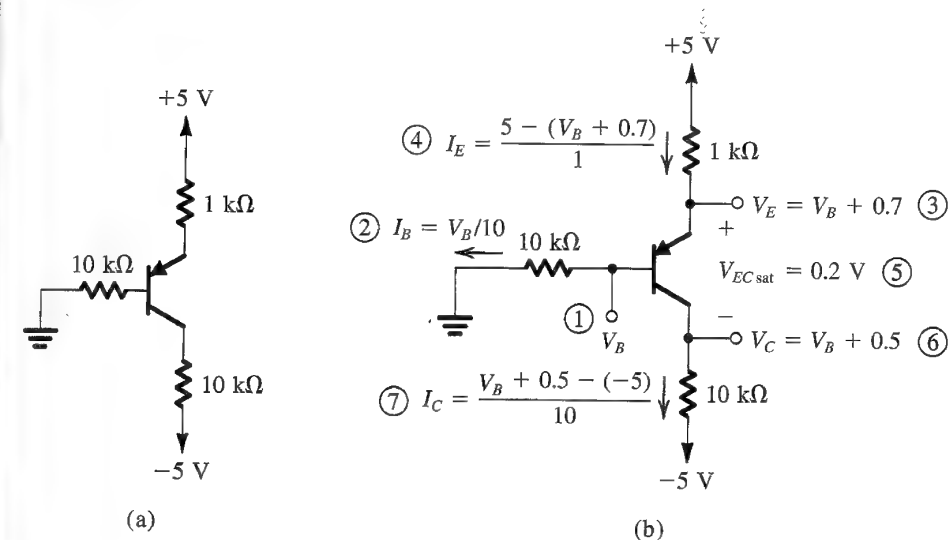 +5 V
1 kΩ
10 kΩ
10 kΩ
−5 V
(a)
+5 V
④ I_E = (5 − (V_B + 0.7)) / 1
1 kΩ
V_E = V_B + 0.7 ③
② I_B = V_B/10
10 kΩ
+
V_EC sat = 0.2 V ⑤
① V_B
−
V_C = V_B + 0.5 ⑥
⑦ I_C = (V_B + 0.5 − (−5)) / 10
10 kΩ
−5 V
(b)